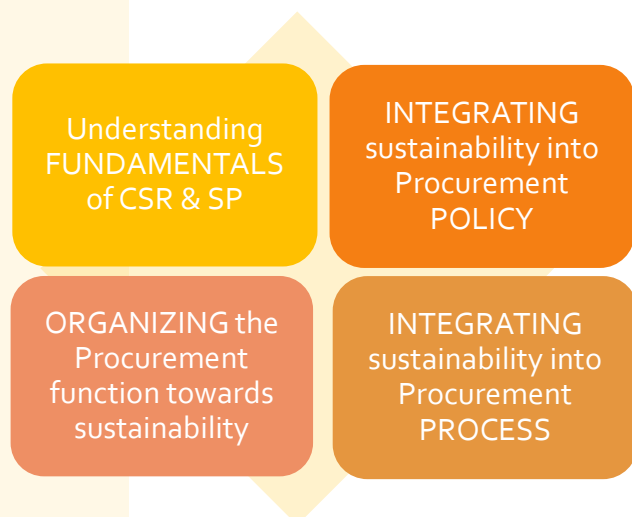 Understanding
FUNDAMENTALS
of CSR & SP
INTEGRATING
sustainability into
Procurement
POLICY
ORGANIZING the
Procurement
function towards
sustainability
INTEGRATING
sustainability into
Procurement
PROCESS